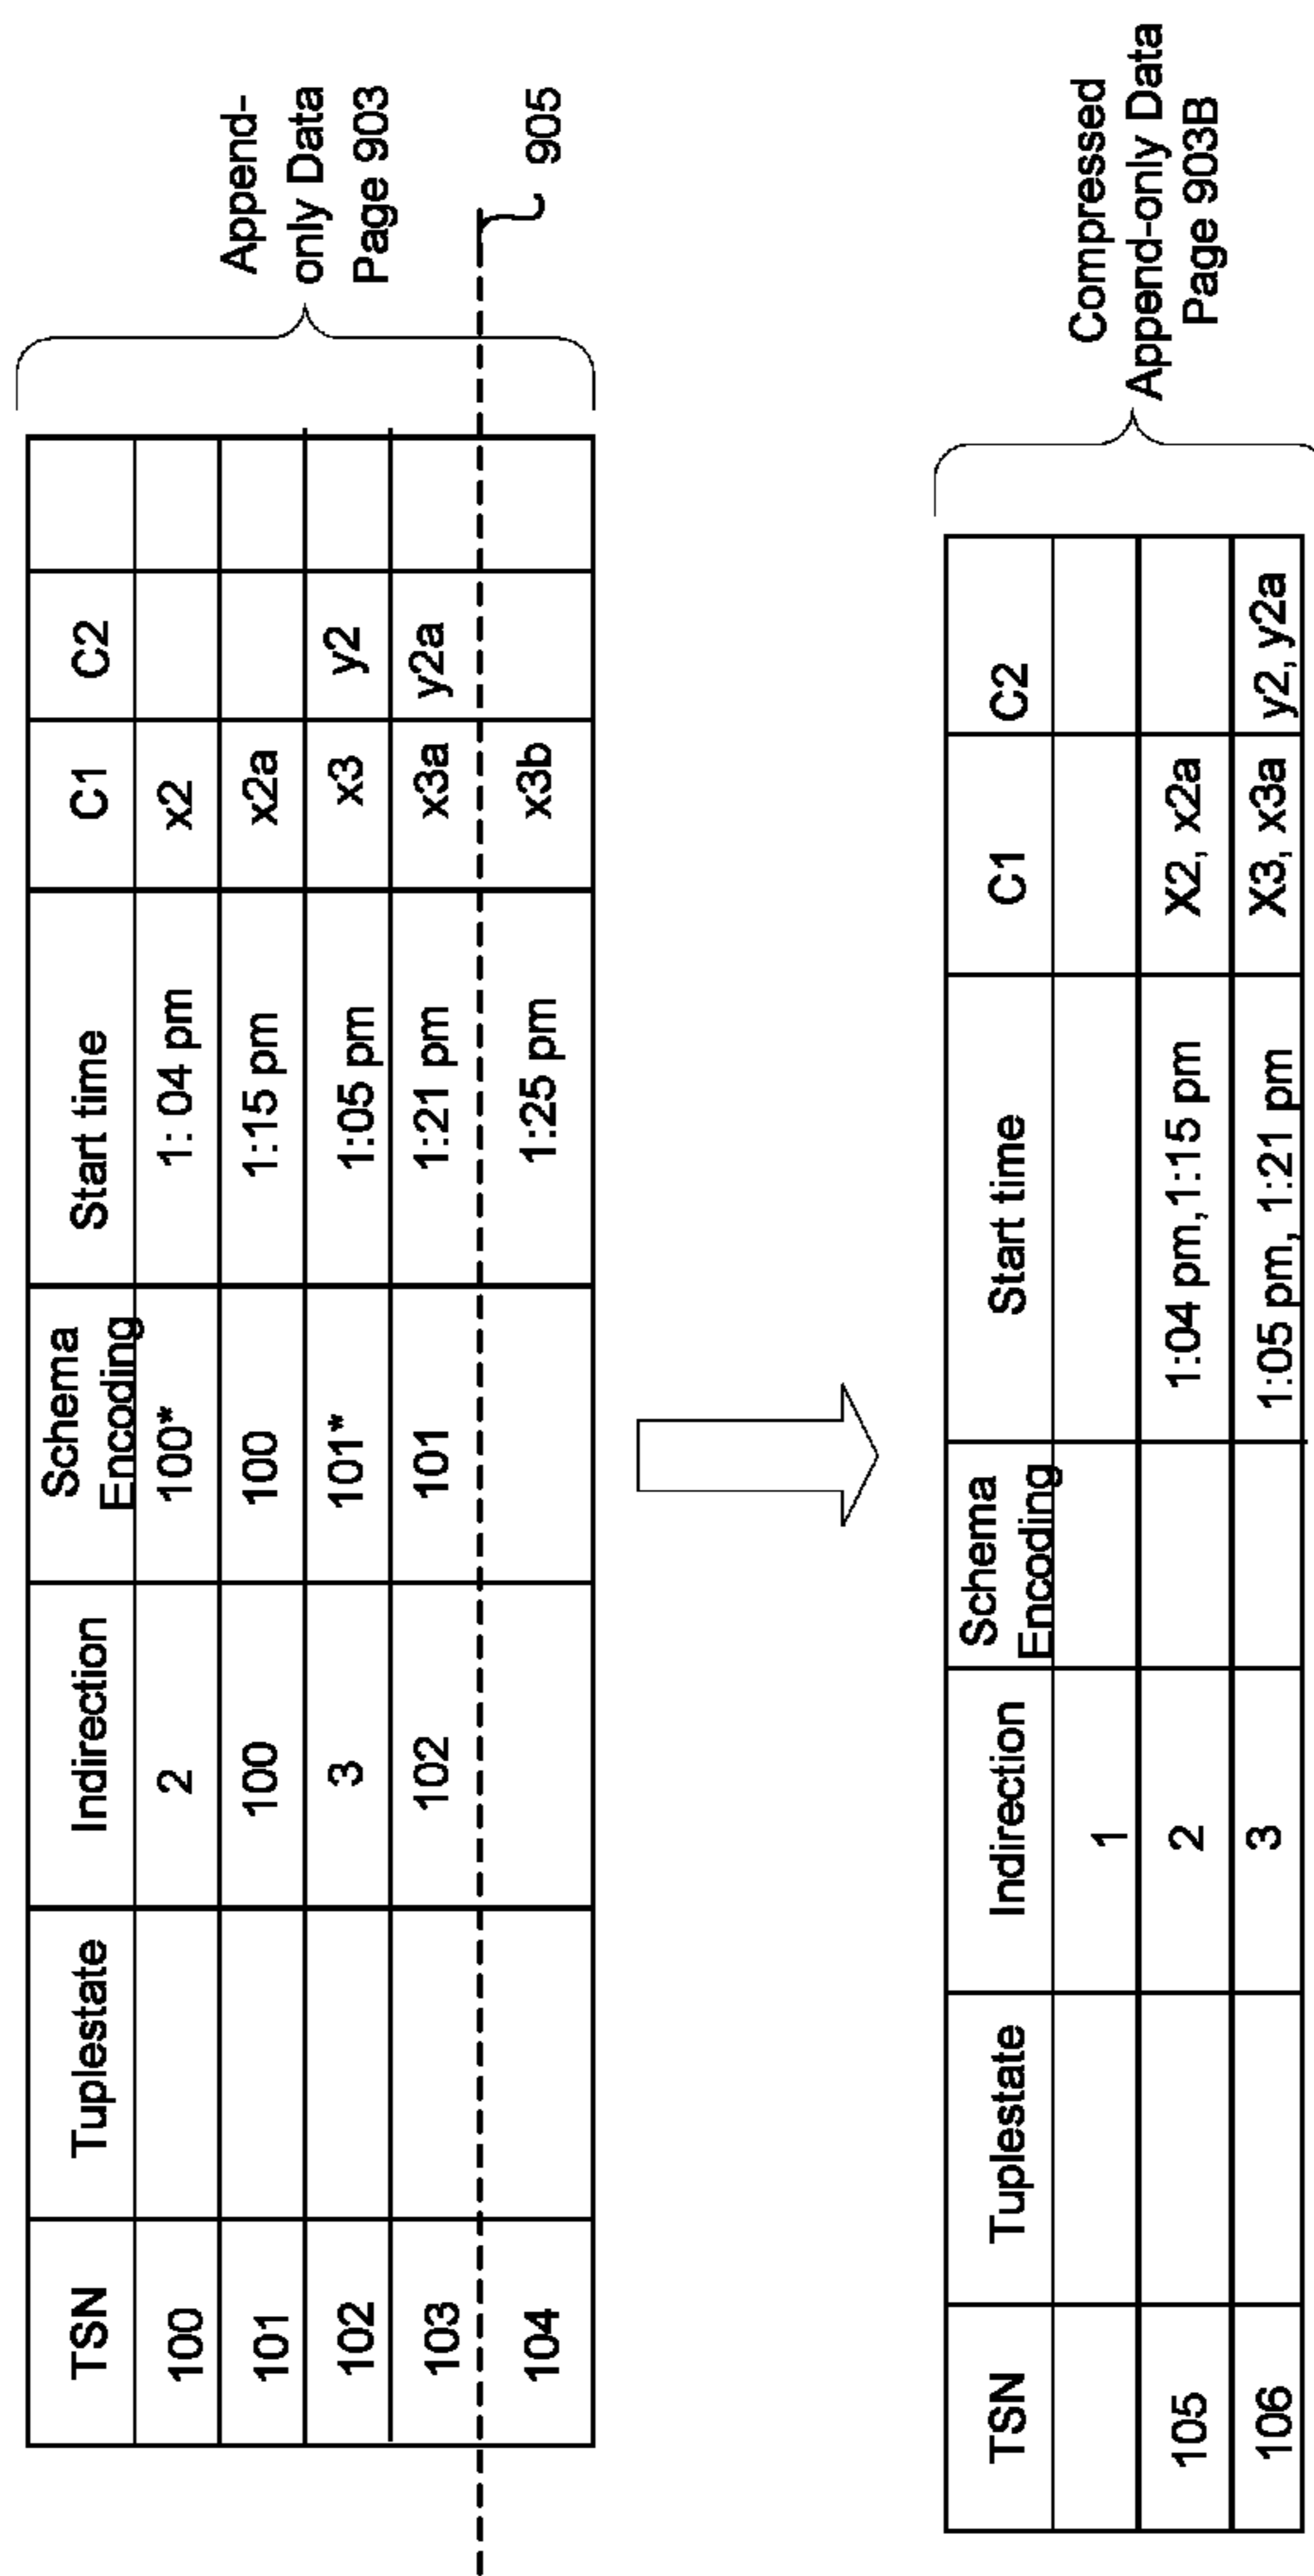 TSN Tuplestate Indirection Schema Encoding Start time C1 C2
100 2 100* 1: 04 pm x2
101 100 100 1:15 pm x2a
102 3 101* 1:05 pm x3 y2
103 102 101 1:21 pm x3a y2a
104 1:25 pm x3b
Append-
only Data
Page 903
905
TSN Tuplestate Indirection Schema Encoding Start time C1 C2
1
105 2 1:04 pm,1:15 pm X2, x2a
106 3 1:05 pm, 1:21 pm X3, x3a y2, y2a
Compressed
Append-only Data
Page 903B